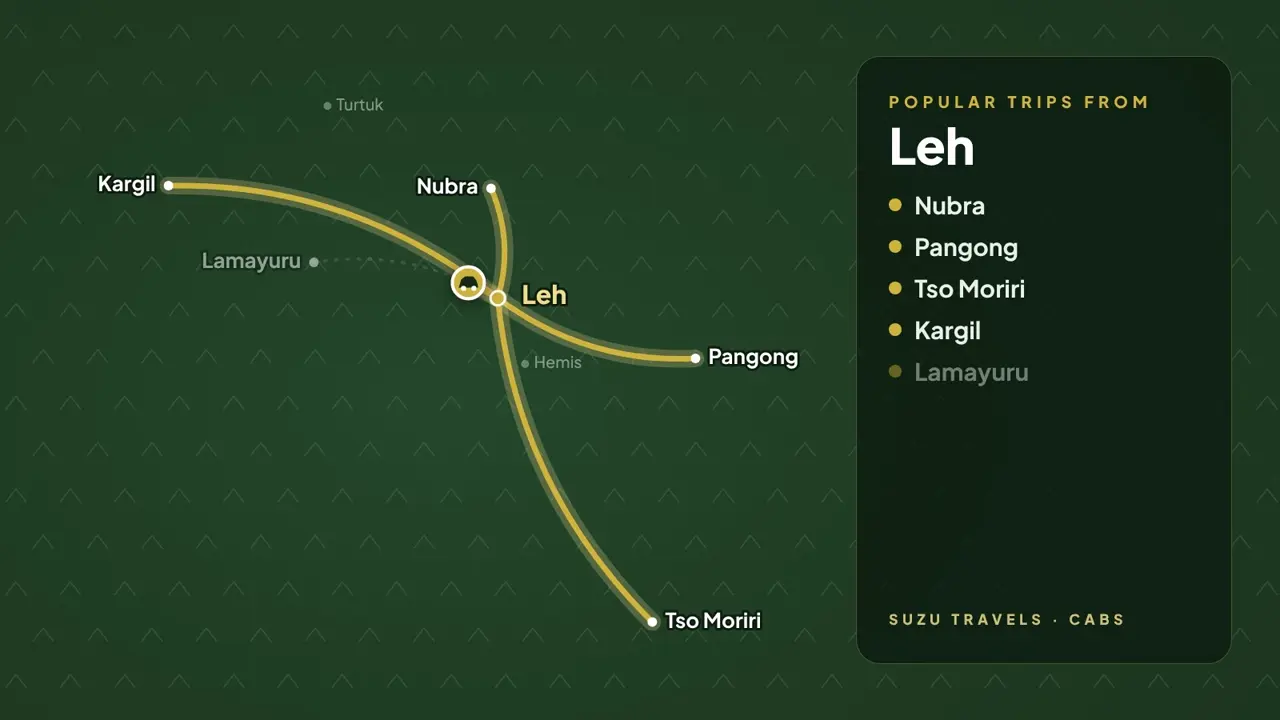 Turtuk
Kargil
Nubra
Lamayuru
Leh
Pangong
Hemis
Tso Moriri
POPULAR TRIPS FROM
Leh
Nubra
Pangong
Tso Moriri
Kargil
Lamayuru
SUZU TRAVELS · CABS